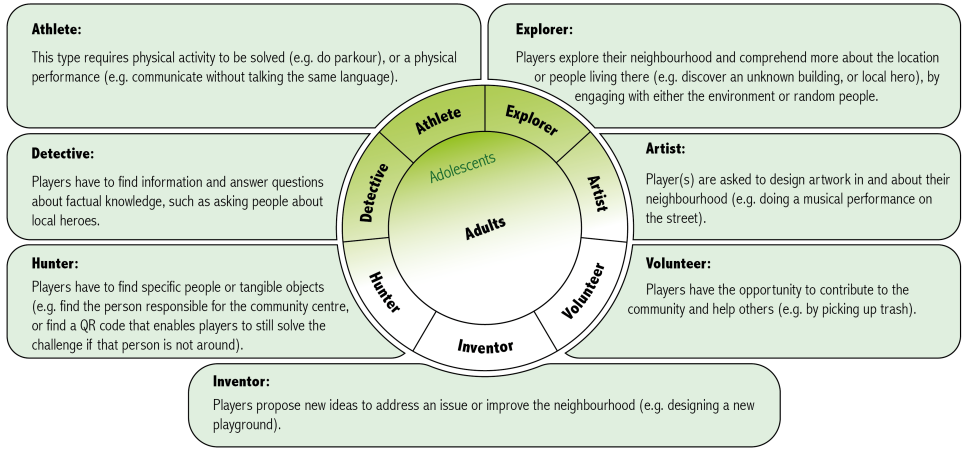 Athlete:
This type requires physical activity to be solved (e.g. do parkour), or a physical
performance (e.g. communicate without talking the same language).
Explorer:
Players explore their neighbourhood and comprehend more about the location
or people living there (e.g. discover an unknown building, or local hero), by
engaging with either the environment or random people.
Detective:
Players have to find information and answer questions
about factual knowledge, such as asking people about
local heroes.
Artist:
Player(s) are asked to design artwork in and about their
neighbourhood (e.g. doing a musical performance on
the street).
Hunter:
Players have to find specific people or tangible objects
(e.g. find the person responsible for the community centre,
or find a QR code that enables players to still solve the
challenge if that person is not around).
Volunteer:
Players have the opportunity to contribute to the
community and help others (e.g. by picking up trash).
Inventor:
Players propose new ideas to address an issue or improve the neighbourhood (e.g. designing a new
playground).
Athlete
Explorer
Detective
Artist
Hunter
Volunteer
Inventor
Adolescents
Adults